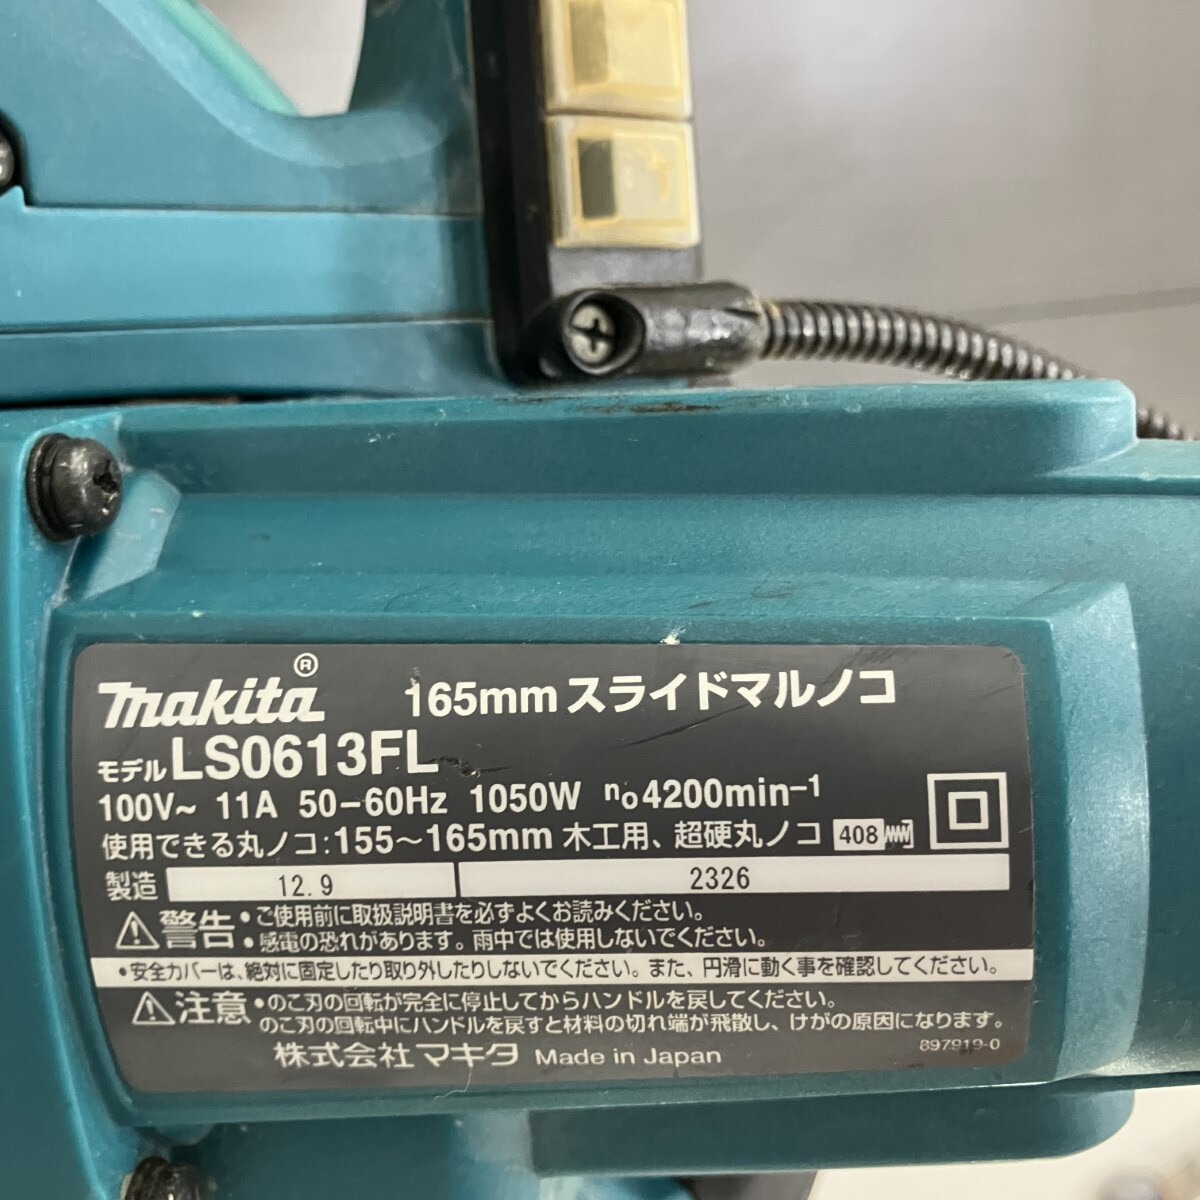 makita® 165mmスライドマルノコ
モデルLS0613FL
100V~ 11A 50-60Hz 1050W no4200min-1
使用できる丸ノコ:155~165mm 木工用、超硬丸ノコ 408
製造 12.9 2326
警告 •ご使用前に取扱説明書を必ずよくお読みください。
•感電の恐れがあります。雨中では使用しないでください。
•安全カバーは、絶対に固定したり取り外したりしないでください。また、円滑に動く事を確認してください。
注意 •のこ刃の回転が完全に停止してからハンドルを戻してください。
のこ刃の回転中にハンドルを戻すと材料の切れ端が飛散し、けがの原因になります。
897919-0
株式会社マキタ Made in Japan